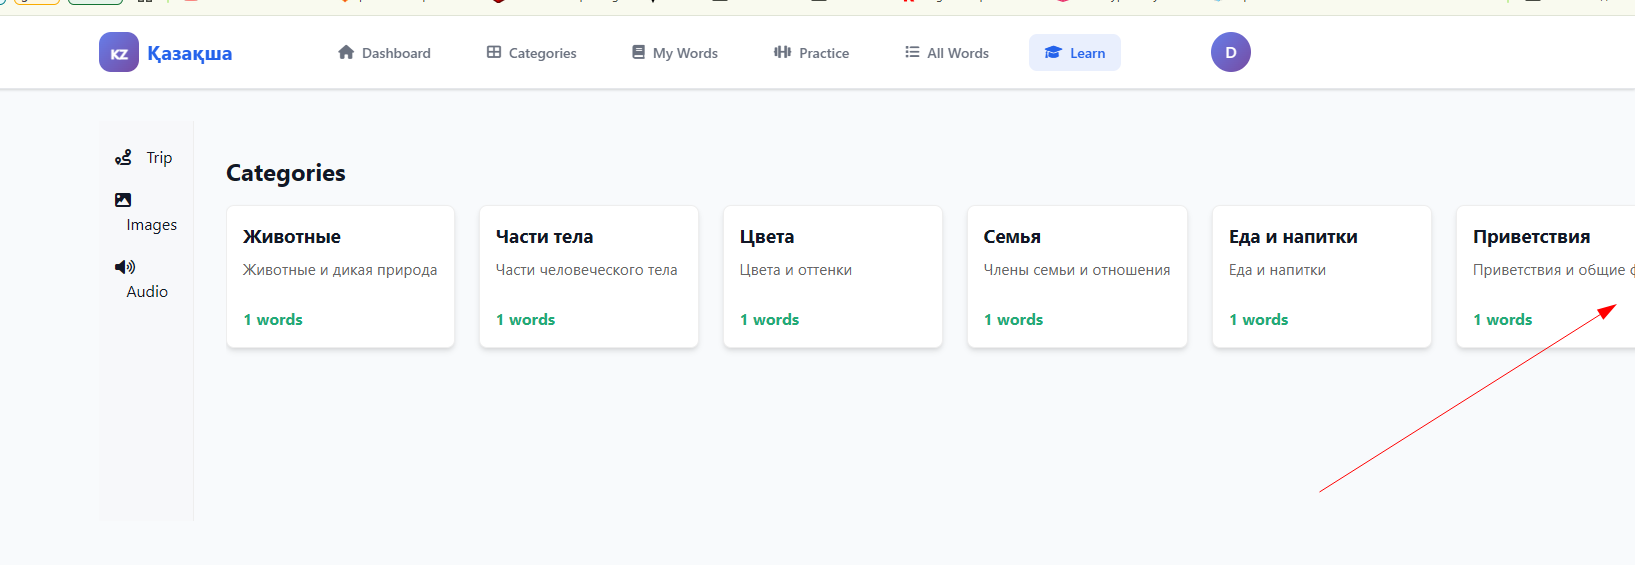 KZ Қазақша Dashboard Categories My Words Practice All Words Learn D
Trip
Images
Audio
Categories
Животные
Животные и дикая природа
1 words
Части тела
Части человеческого тела
1 words
Цвета
Цвета и оттенки
1 words
Семья
Члены семьи и отношения
1 words
Еда и напитки
Еда и напитки
1 words
Приветствия
Приветствия и общие
1 words